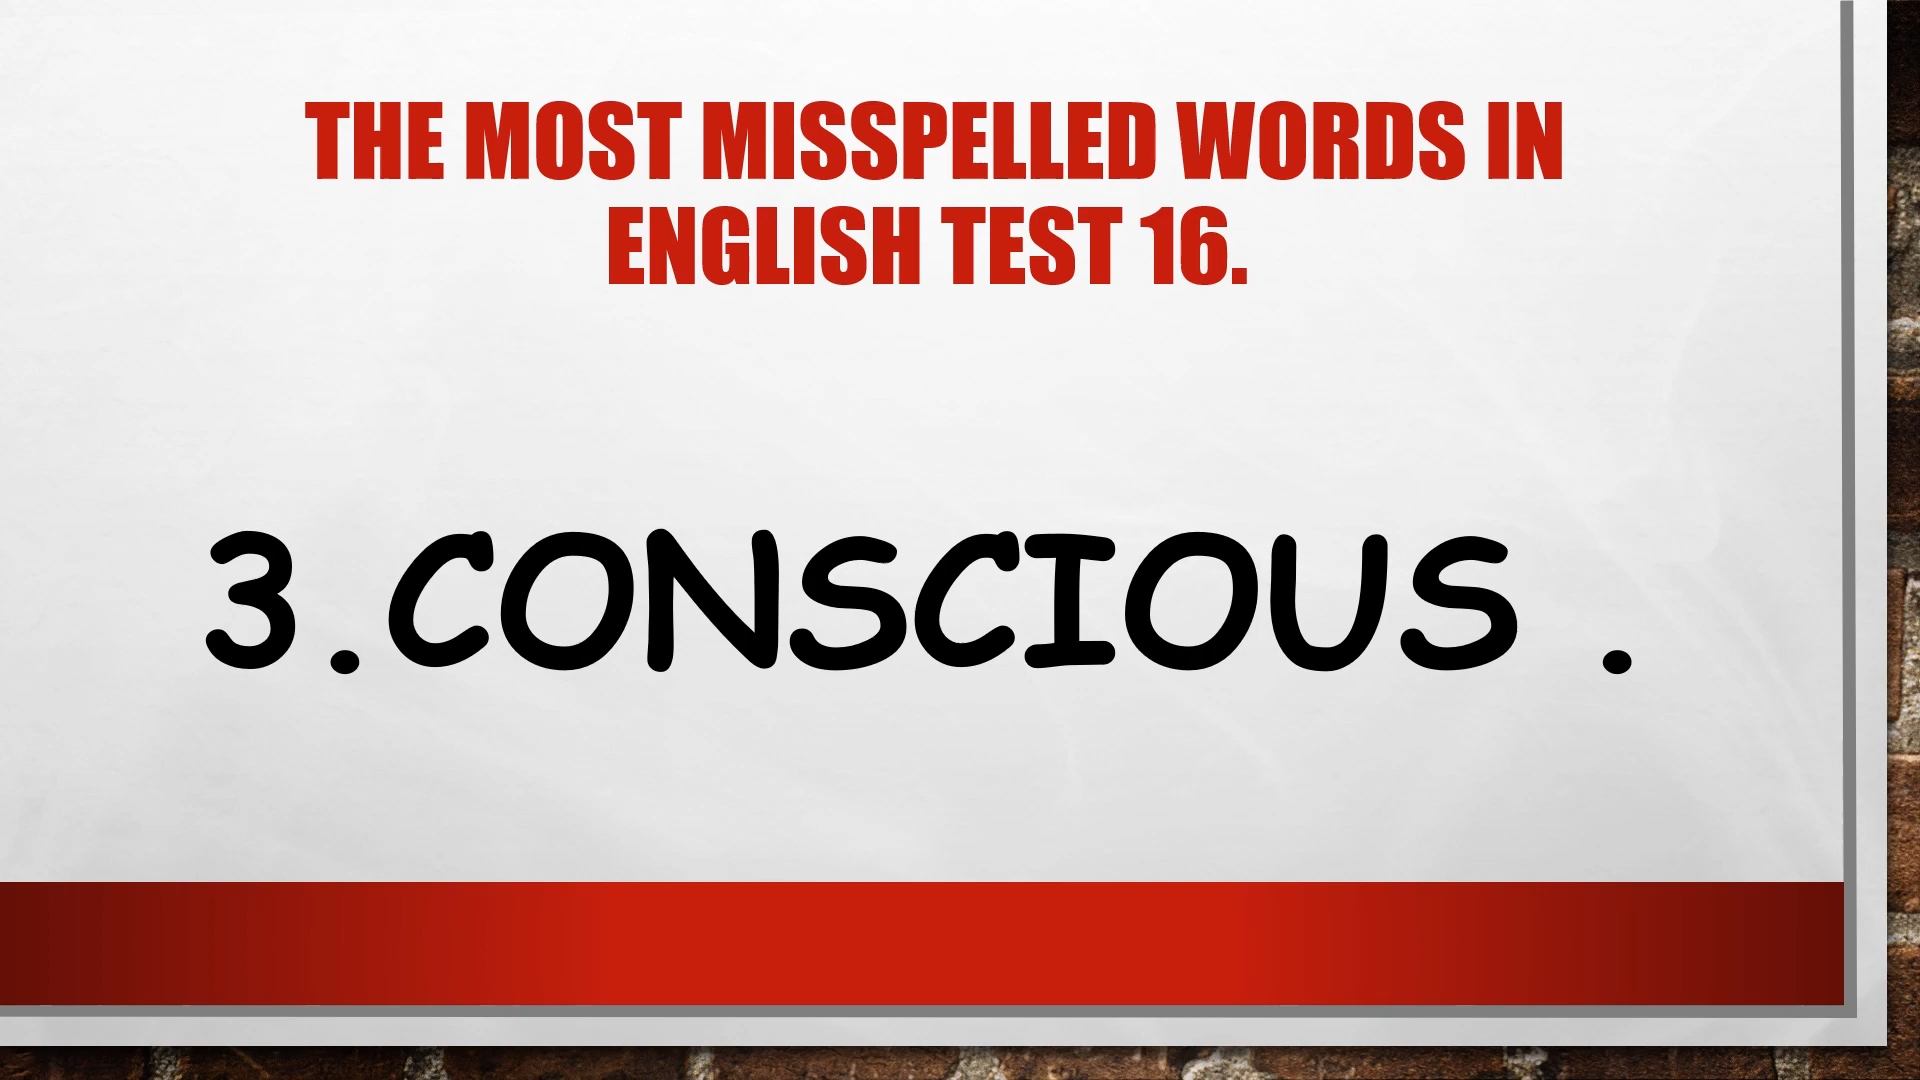 THE MOST MISSPELLED WORDS IN
ENGLISH TEST 16.
3.CONSCIOUS .